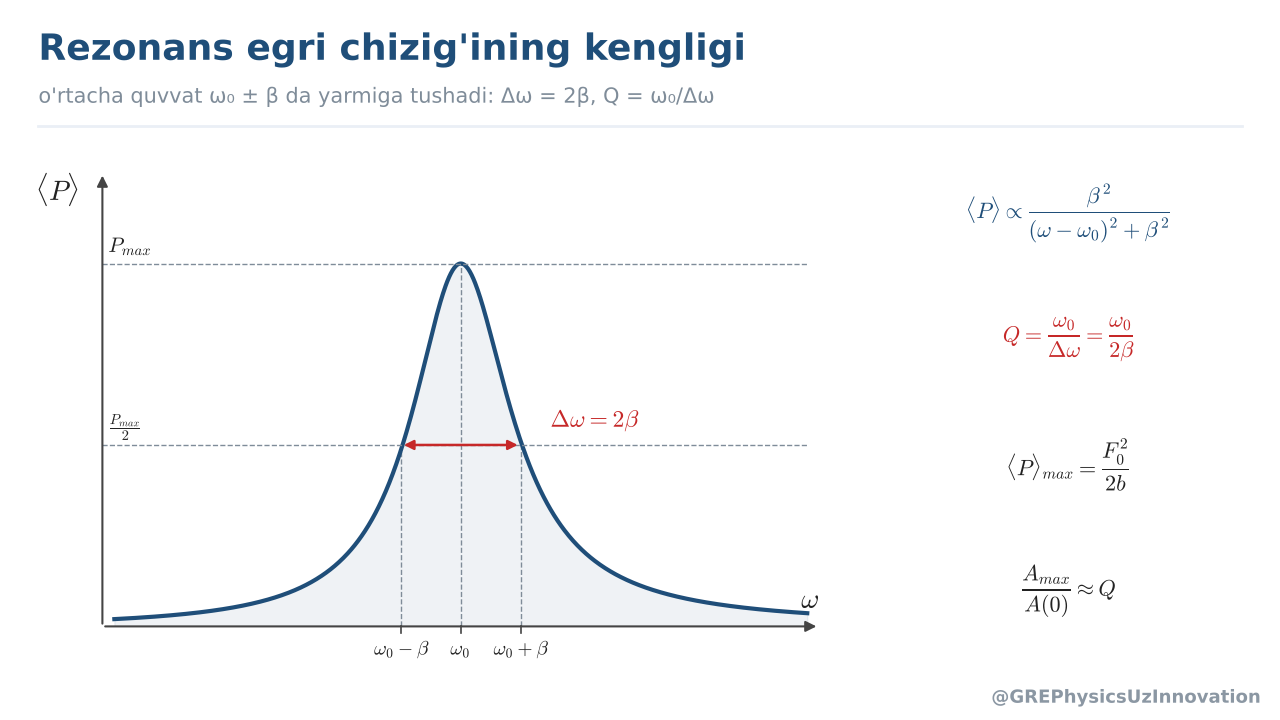 Rezonans egri chizig'ining kengligi
o'rtacha quvvat ω₀ ± β da yarmiga tushadi: Δω = 2β, Q = ω₀/Δω
⟨P⟩
P_max
P_max/2
Δω = 2β
ω
ω₀ − β ω₀ ω₀ + β
⟨P⟩ ∝ β²/((ω − ω₀)² + β²)
Q = ω₀/Δω = ω₀/2β
⟨P⟩_max = F₀²/2b
A_max/A(0) ≈ Q
@GREPhysicsUzInnovation